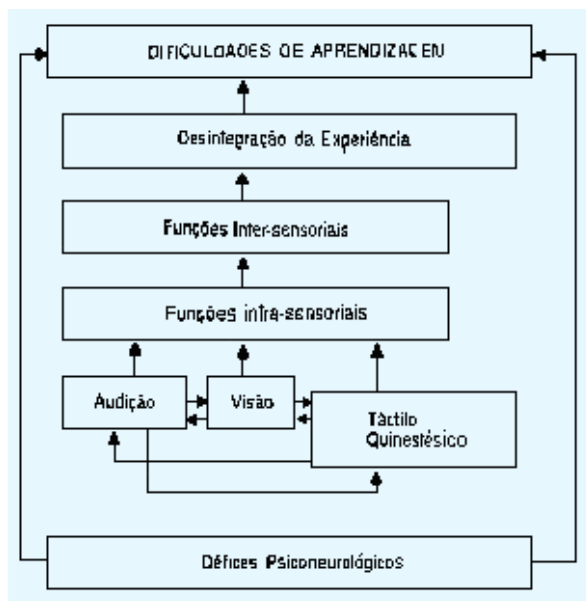 DIFICULDADES DE APRENDIZAGEM
Desintegração da Experiência
Funções Inter-sensoriais
Funções intra-sensoriais
Audição
Visão
Táctilo
Quinestésico
Défices Psiconeurológicos